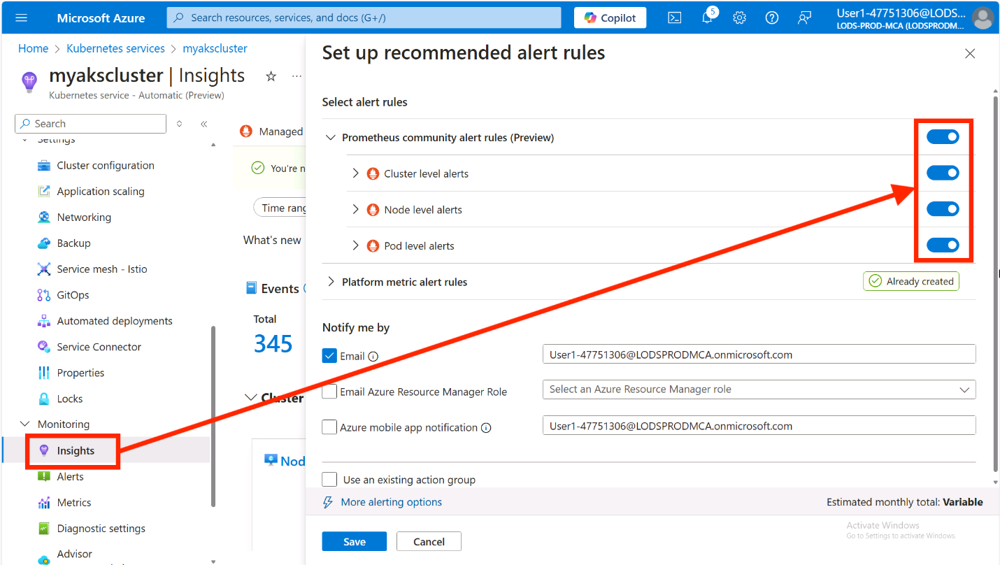 Microsoft Azure
Search resources, services, and docs (G+/)
Copilot
5
User1-47751306@LODS...
LODS-PROD-MCA (LODSPRODM...
Home > Kubernetes services > myakscluster
myakscluster | Insights
Kubernetes service - Automatic (Preview)
Search
Settings
Cluster configuration
Application scaling
Networking
Backup
Service mesh - Istio
GitOps
Automated deployments
Service Connector
Properties
Locks
Monitoring
Insights
Alerts
Metrics
Diagnostic settings
Advisor
Managed
You're n
Time rang
What's new
Events
Total
345
Cluster
Nod
Set up recommended alert rules
Select alert rules
Prometheus community alert rules (Preview)
Cluster level alerts
Node level alerts
Pod level alerts
Platform metric alert rules
Already created
Notify me by
Email
User1-47751306@LODSPRODMCA.onmicrosoft.com
Email Azure Resource Manager Role
Select an Azure Resource Manager role
Azure mobile app notification
User1-47751306@LODSPRODMCA.onmicrosoft.com
Use an existing action group
More alerting options
Estimated monthly total: Variable
Activate Windows
Go to Settings to activate Windows.
Save
Cancel